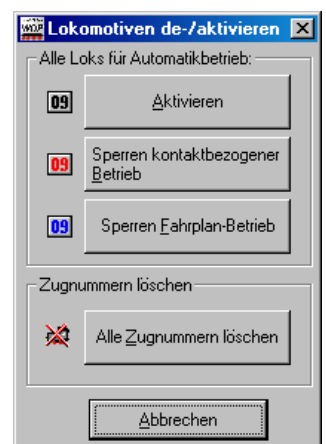 Lokomotiven de-/aktivieren
Alle Loks für Automatikbetrieb:
09
Aktivieren
09
Sperren kontaktbezogener
Betrieb
09
Sperren Fahrplan-Betrieb
Zugnummern löschen
Alle Zugnummern löschen
Abbrechen